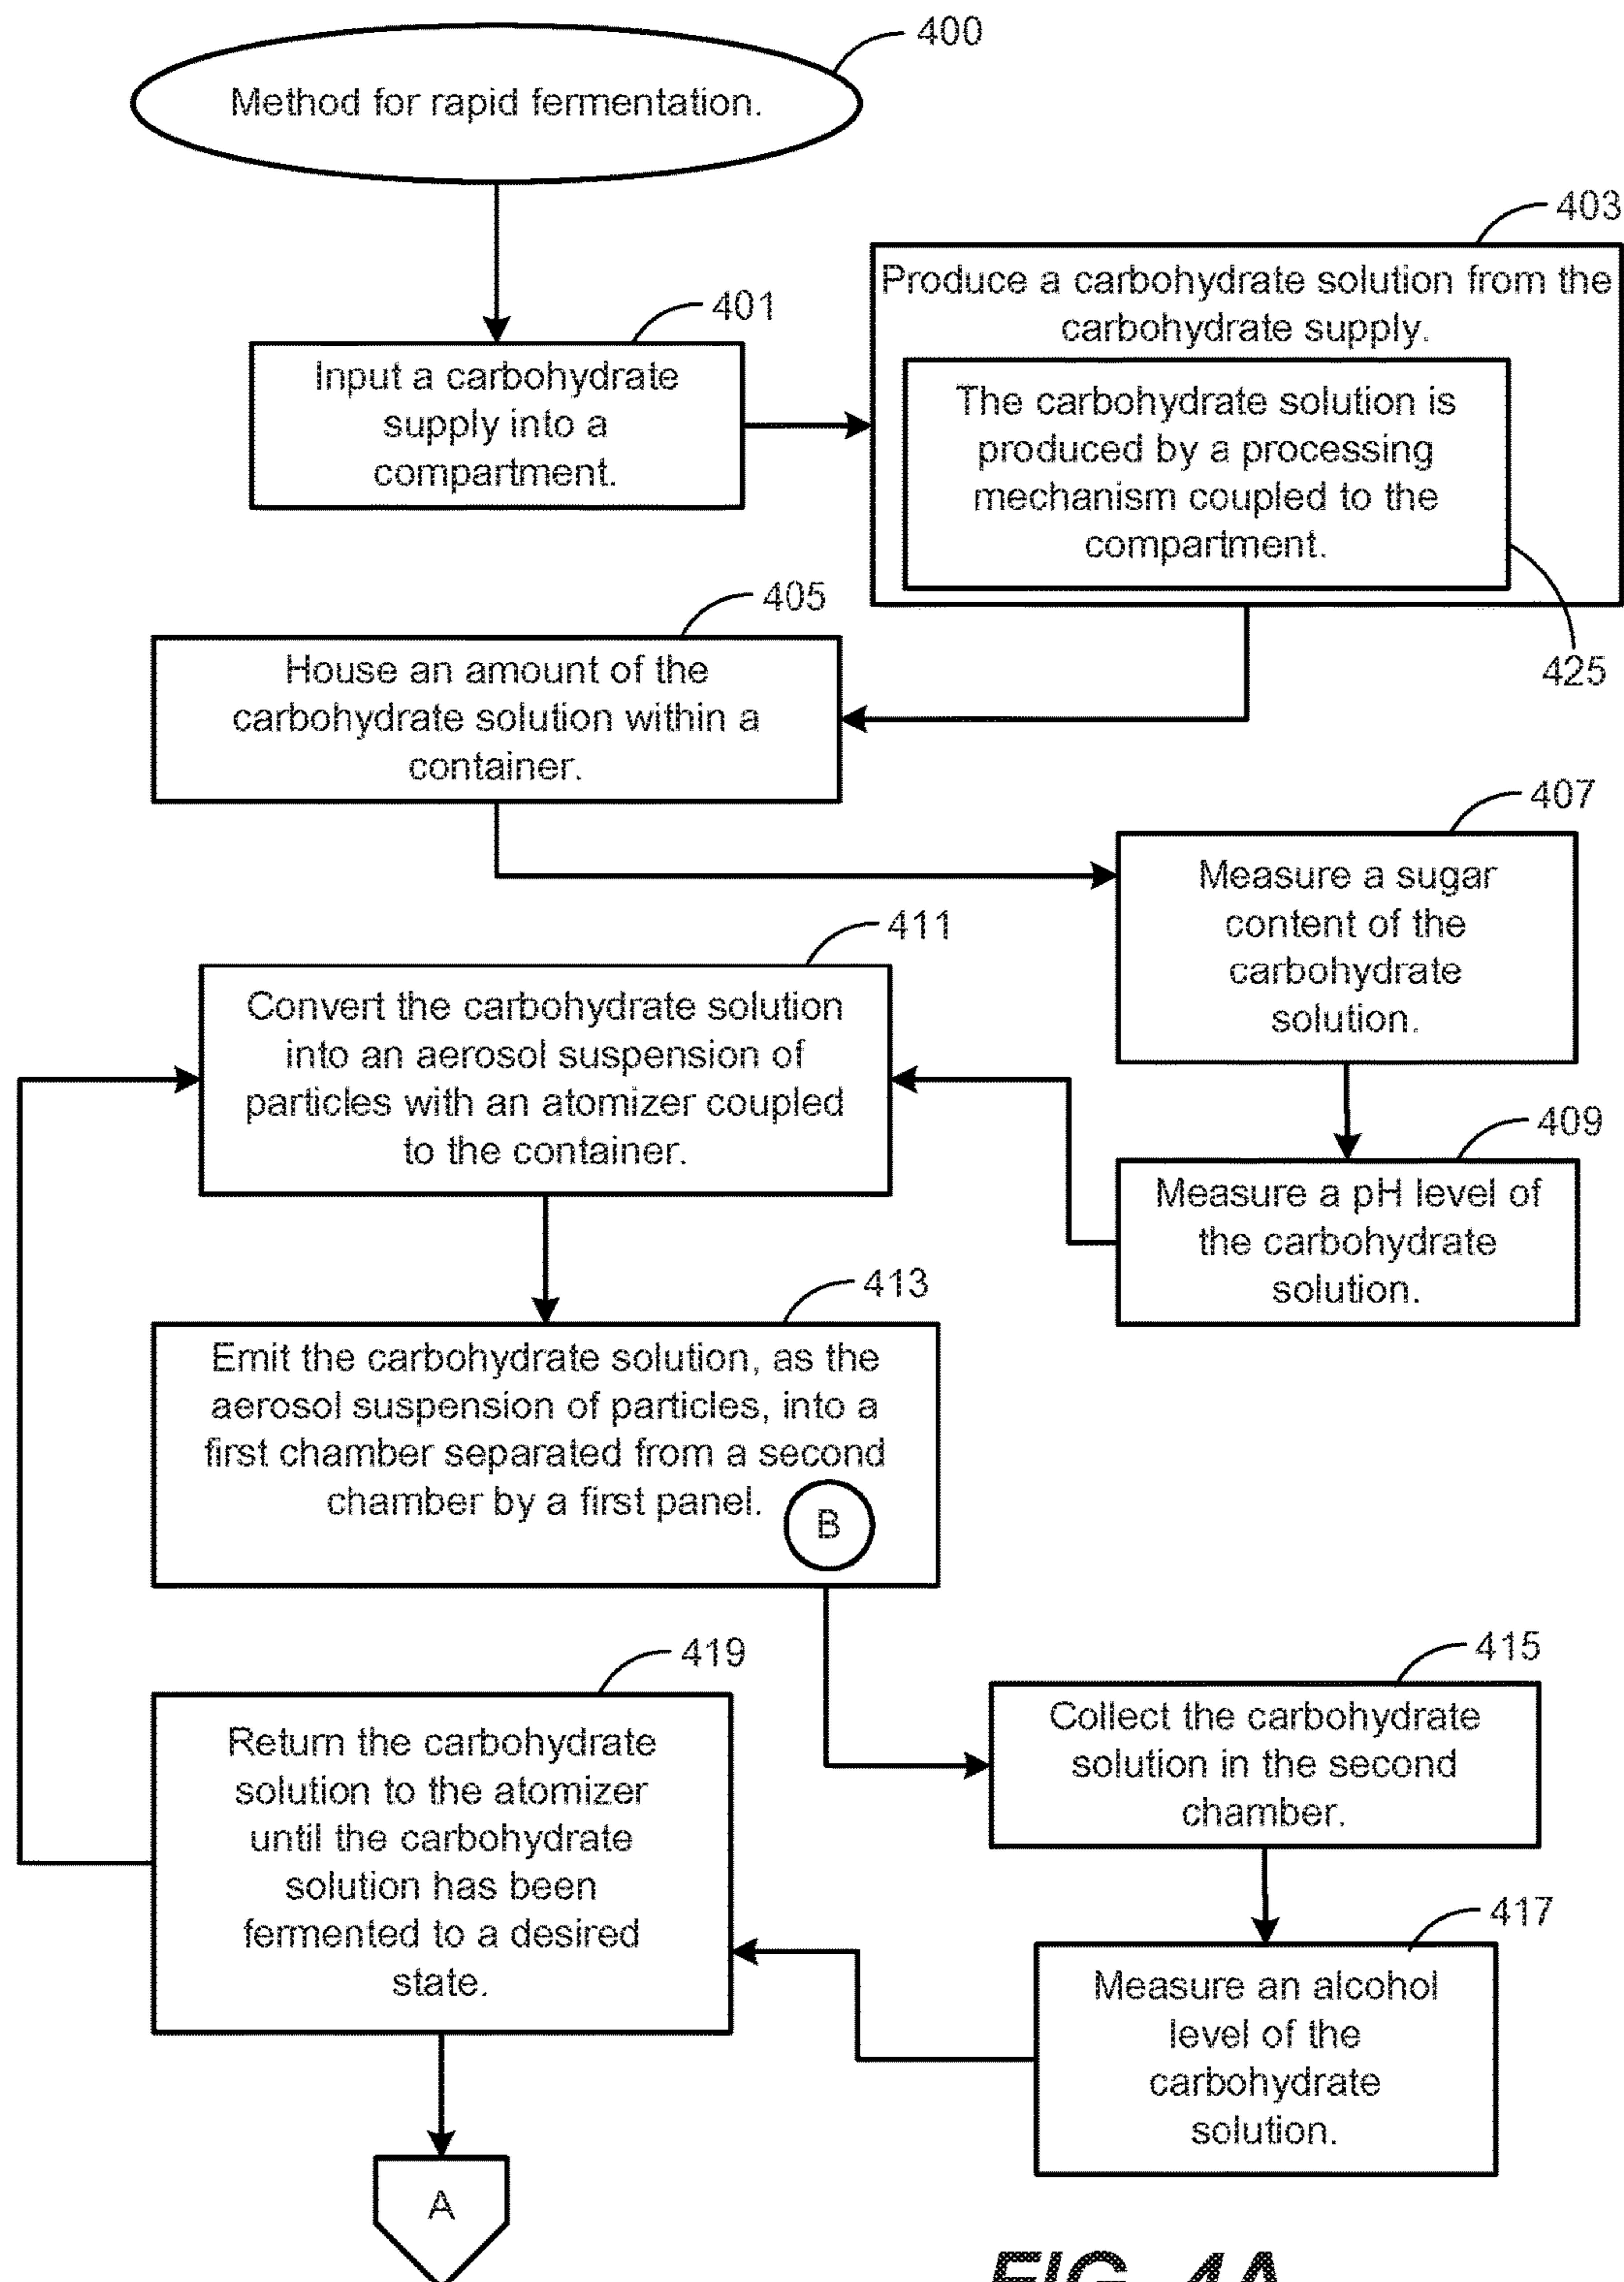 400
Method for rapid fermentation.
403
Produce a carbohydrate solution from the
carbohydrate supply.
401
Input a carbohydrate
supply into a
compartment.
The carbohydrate solution is
produced by a processing
mechanism coupled to the
compartment.
425
405
House an amount of the
carbohydrate solution within a
container.
407
Measure a sugar
content of the
carbohydrate
solution.
411
Convert the carbohydrate solution
into an aerosol suspension of
particles with an atomizer coupled
to the container.
409
Measure a pH level of
the carbohydrate
solution.
413
Emit the carbohydrate solution, as the
aerosol suspension of particles, into a
first chamber separated from a second
chamber by a first panel.
B
415
Collect the carbohydrate
solution in the second
chamber.
419
Return the carbohydrate
solution to the atomizer
until the carbohydrate
solution has been
fermented to a desired
state.
417
Measure an alcohol
level of the
carbohydrate
solution.
A
FIG. 4A